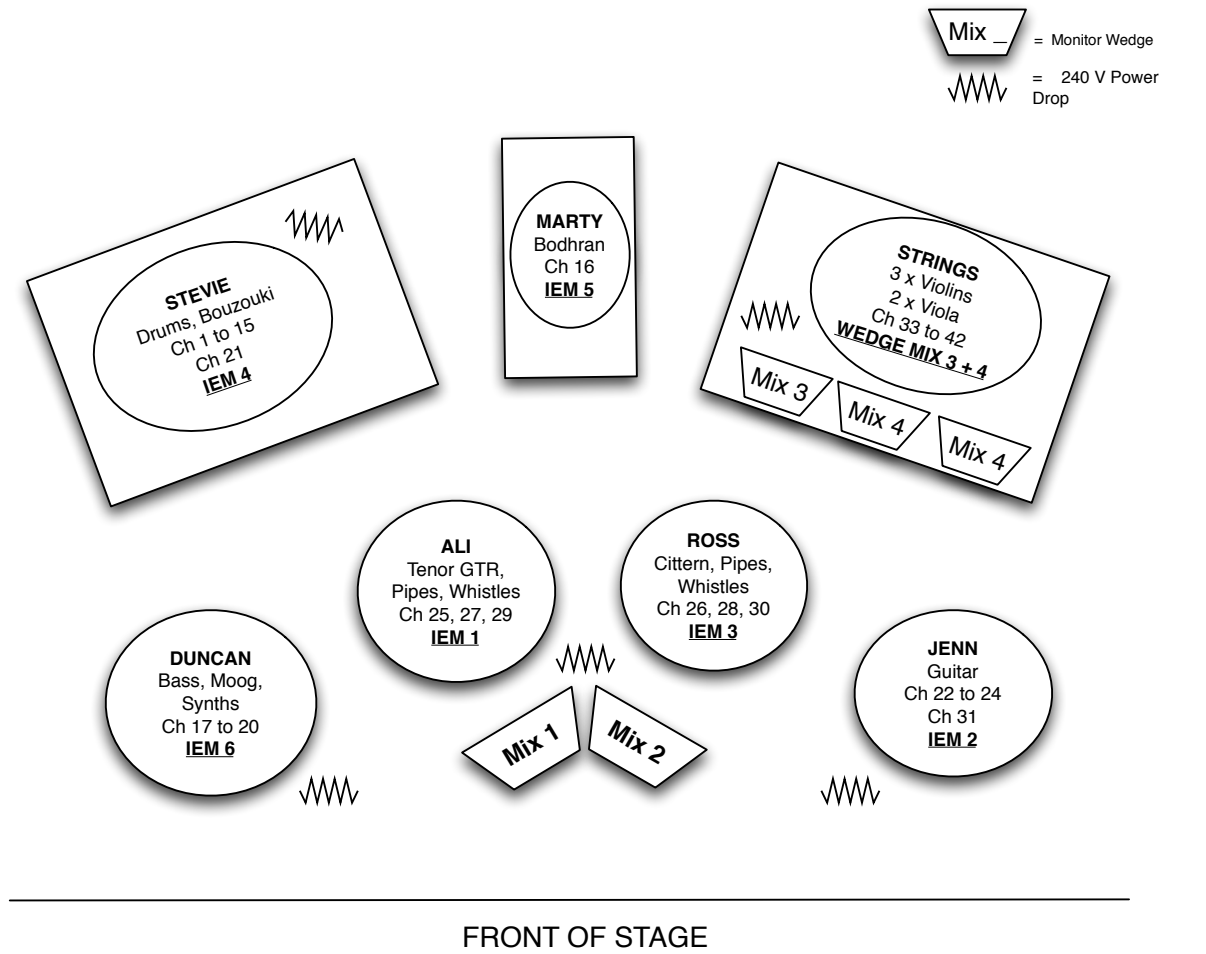 Mix _
= Monitor Wedge
= 240 V Power
Drop
STEVIE
Drums, Bouzouki
Ch 1 to 15
Ch 21
IEM 4
MARTY
Bodhran
Ch 16
IEM 5
STRINGS
3 x Violins
2 x Viola
Ch 33 to 42
WEDGE MIX 3 + 4
Mix 3
Mix 4
Mix 4
ALI
Tenor GTR,
Pipes, Whistles
Ch 25, 27, 29
IEM 1
ROSS
Cittern, Pipes,
Whistles
Ch 26, 28, 30
IEM 3
DUNCAN
Bass, Moog,
Synths
Ch 17 to 20
IEM 6
Mix 1
Mix 2
JENN
Guitar
Ch 22 to 24
Ch 31
IEM 2
FRONT OF STAGE